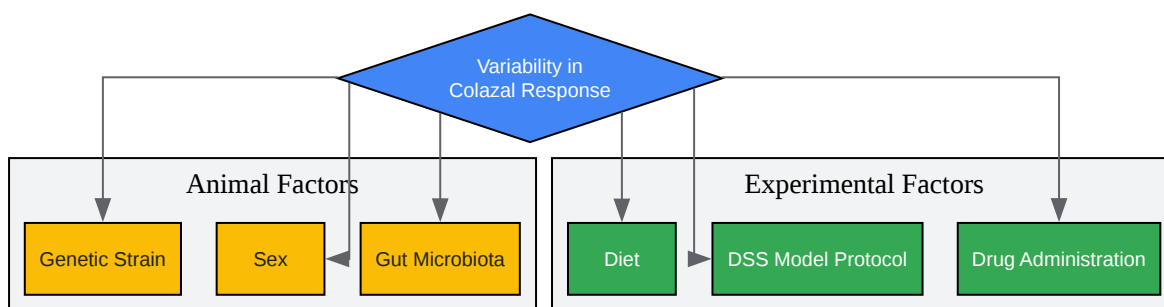 Variability in
Colazal Response
Animal Factors
Experimental Factors
Genetic Strain
Sex
Gut Microbiota
Diet
DSS Model Protocol
Drug Administration